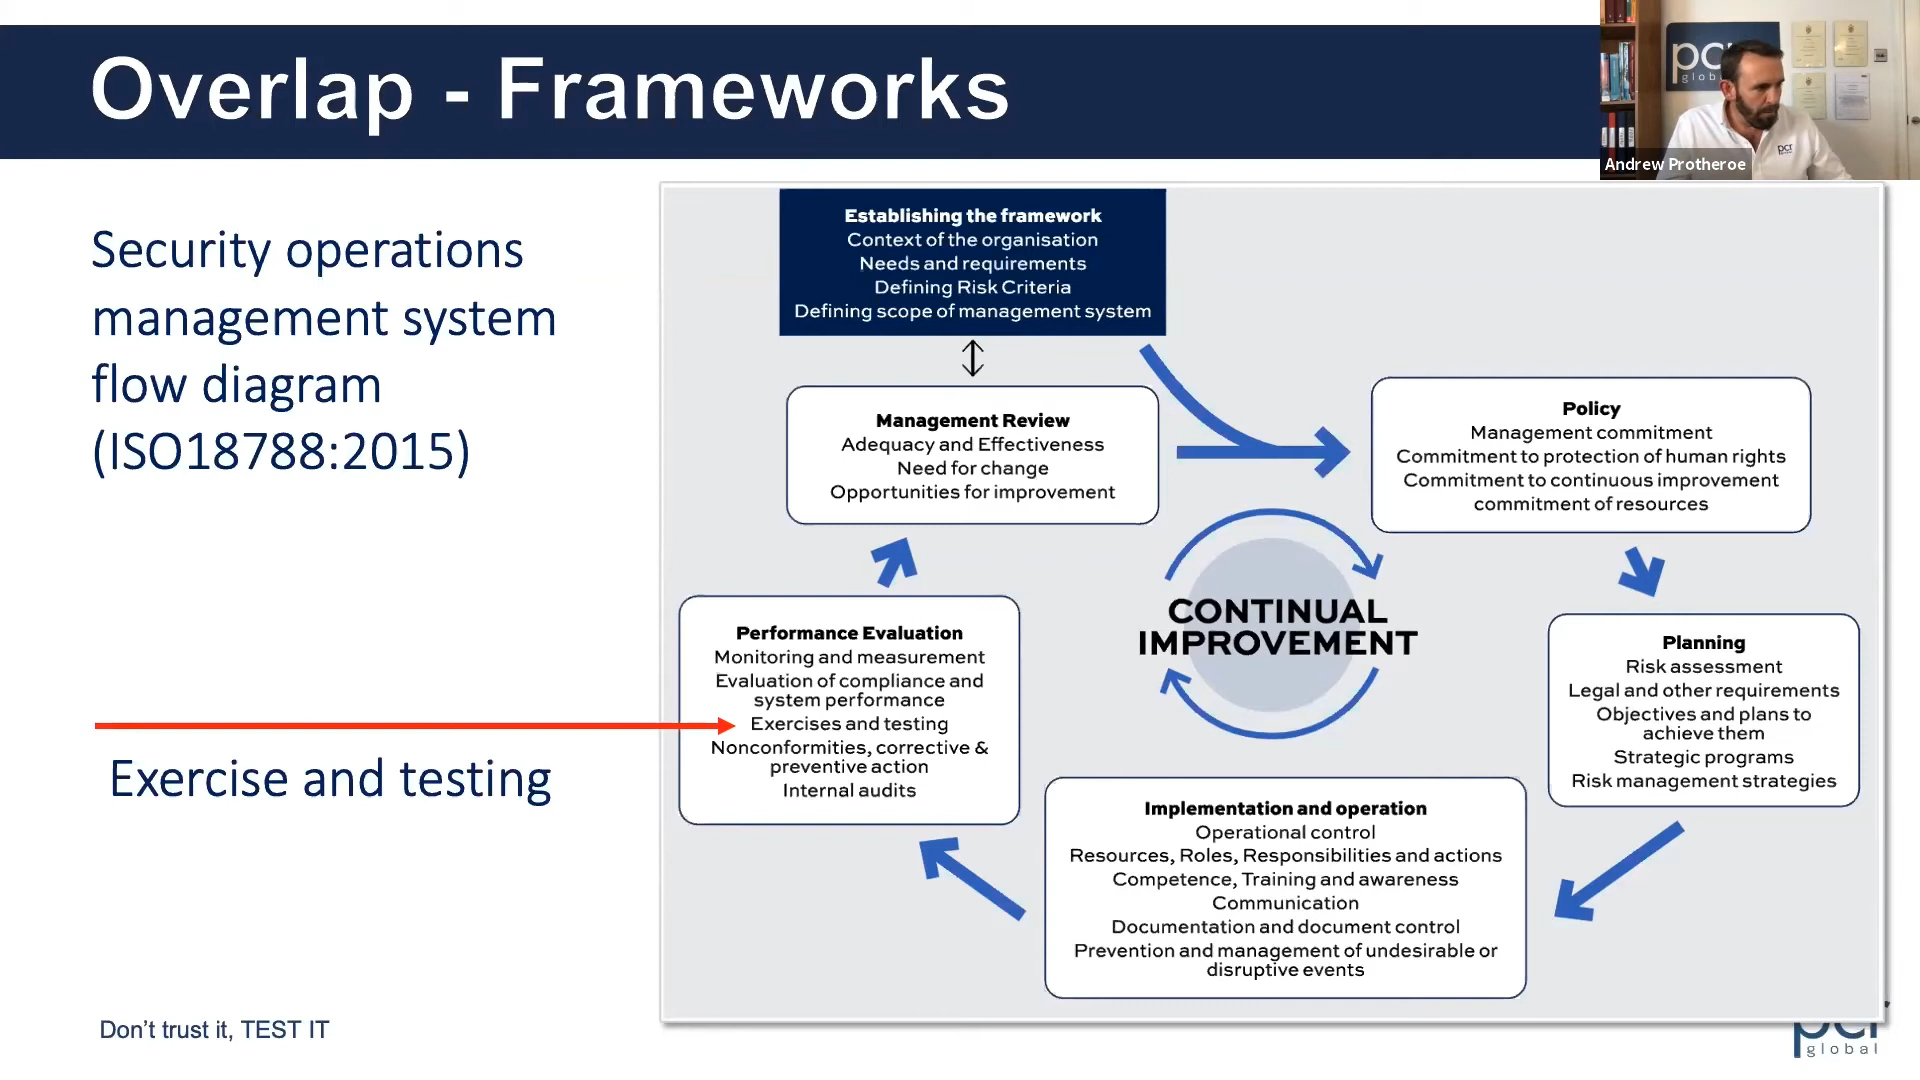 Overlap - Frameworks
pcr
global
pcr
Andrew Protheroe
Security operations
management system
flow diagram
(ISO18788:2015)
Exercise and testing
Don't trust it, TEST IT
Establishing the framework
Context of the organisation
Needs and requirements
Defining Risk Criteria
Defining scope of management system
Management Review
Adequacy and Effectiveness
Need for change
Opportunities for improvement
Policy
Management commitment
Commitment to protection of human rights
Commitment to continuous improvement
commitment of resources
CONTINUAL
IMPROVEMENT
Planning
Risk assessment
Legal and other requirements
Objectives and plans to
achieve them
Strategic programs
Risk management strategies
Performance Evaluation
Monitoring and measurement
Evaluation of compliance and
system performance
Exercises and testing
Nonconformities, corrective &
preventive action
Internal audits
Implementation and operation
Operational control
Resources, Roles, Responsibilities and actions
Competence, Training and awareness
Communication
Documentation and document control
Prevention and management of undesirable or
disruptive events
pcr
global